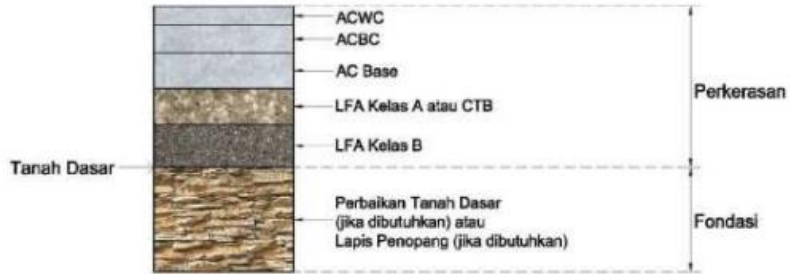 ACWC
ACBC
AC Base
LFA Kelas A atau CTB
LFA Kelas B
Perkerasan
Tanah Dasar
Perbaikan Tanah Dasar
(jika dibutuhkan) atau
Lapis Penopang (jika dibutuhkan)
Fondasi